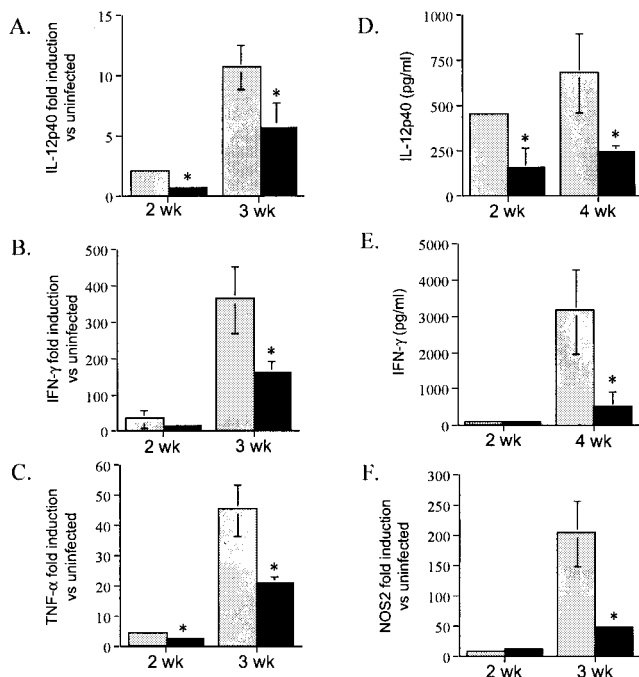 A.
IL-12p40 fold induction
vs uninfected
15
10
5
0
*
*
2 wk
3 wk
B.
IFN-γ fold induction
vs uninfected
500
400
300
200
100
0
*
2 wk
3 wk
C.
TNF-α fold induction
vs uninfected
60
50
40
30
20
10
0
*
*
2 wk
3 wk
D.
IL-12p40 (pg/ml)
1000
750
500
250
0
*
*
2 wk
4 wk
E.
IFN-γ (pg/ml)
5000
4000
3000
2000
1000
0
*
2 wk
4 wk
F.
NOS2 fold induction
vs uninfected
250
200
150
100
50
0
*
2 wk
3 wk